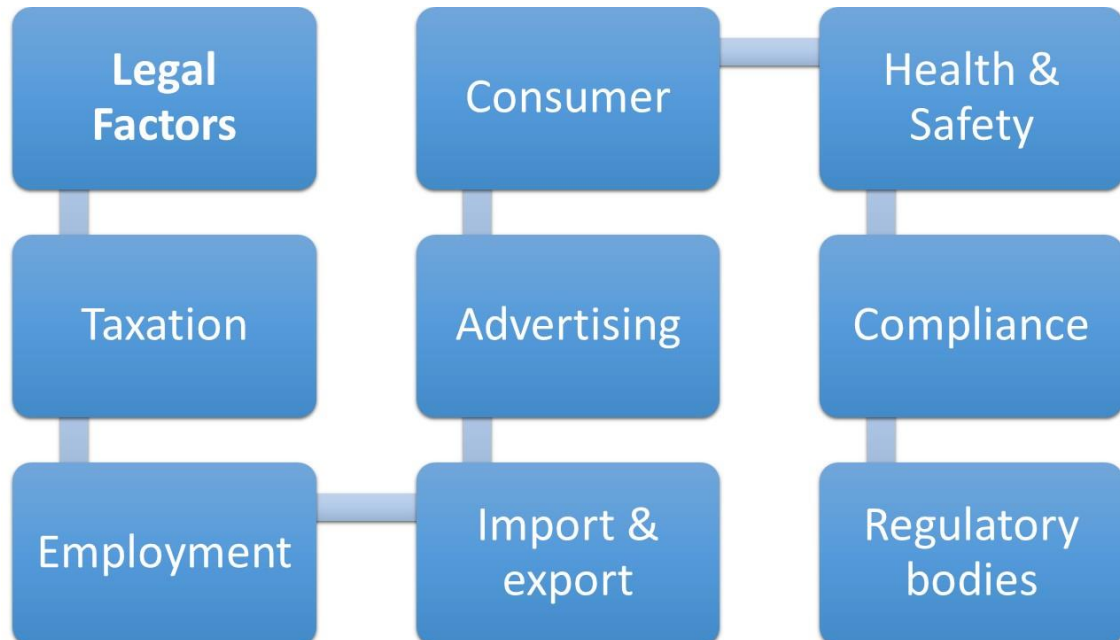 Legal
Factors
Taxation
Employment
Import &
export
Advertising
Consumer
Health &
Safety
Compliance
Regulatory
bodies